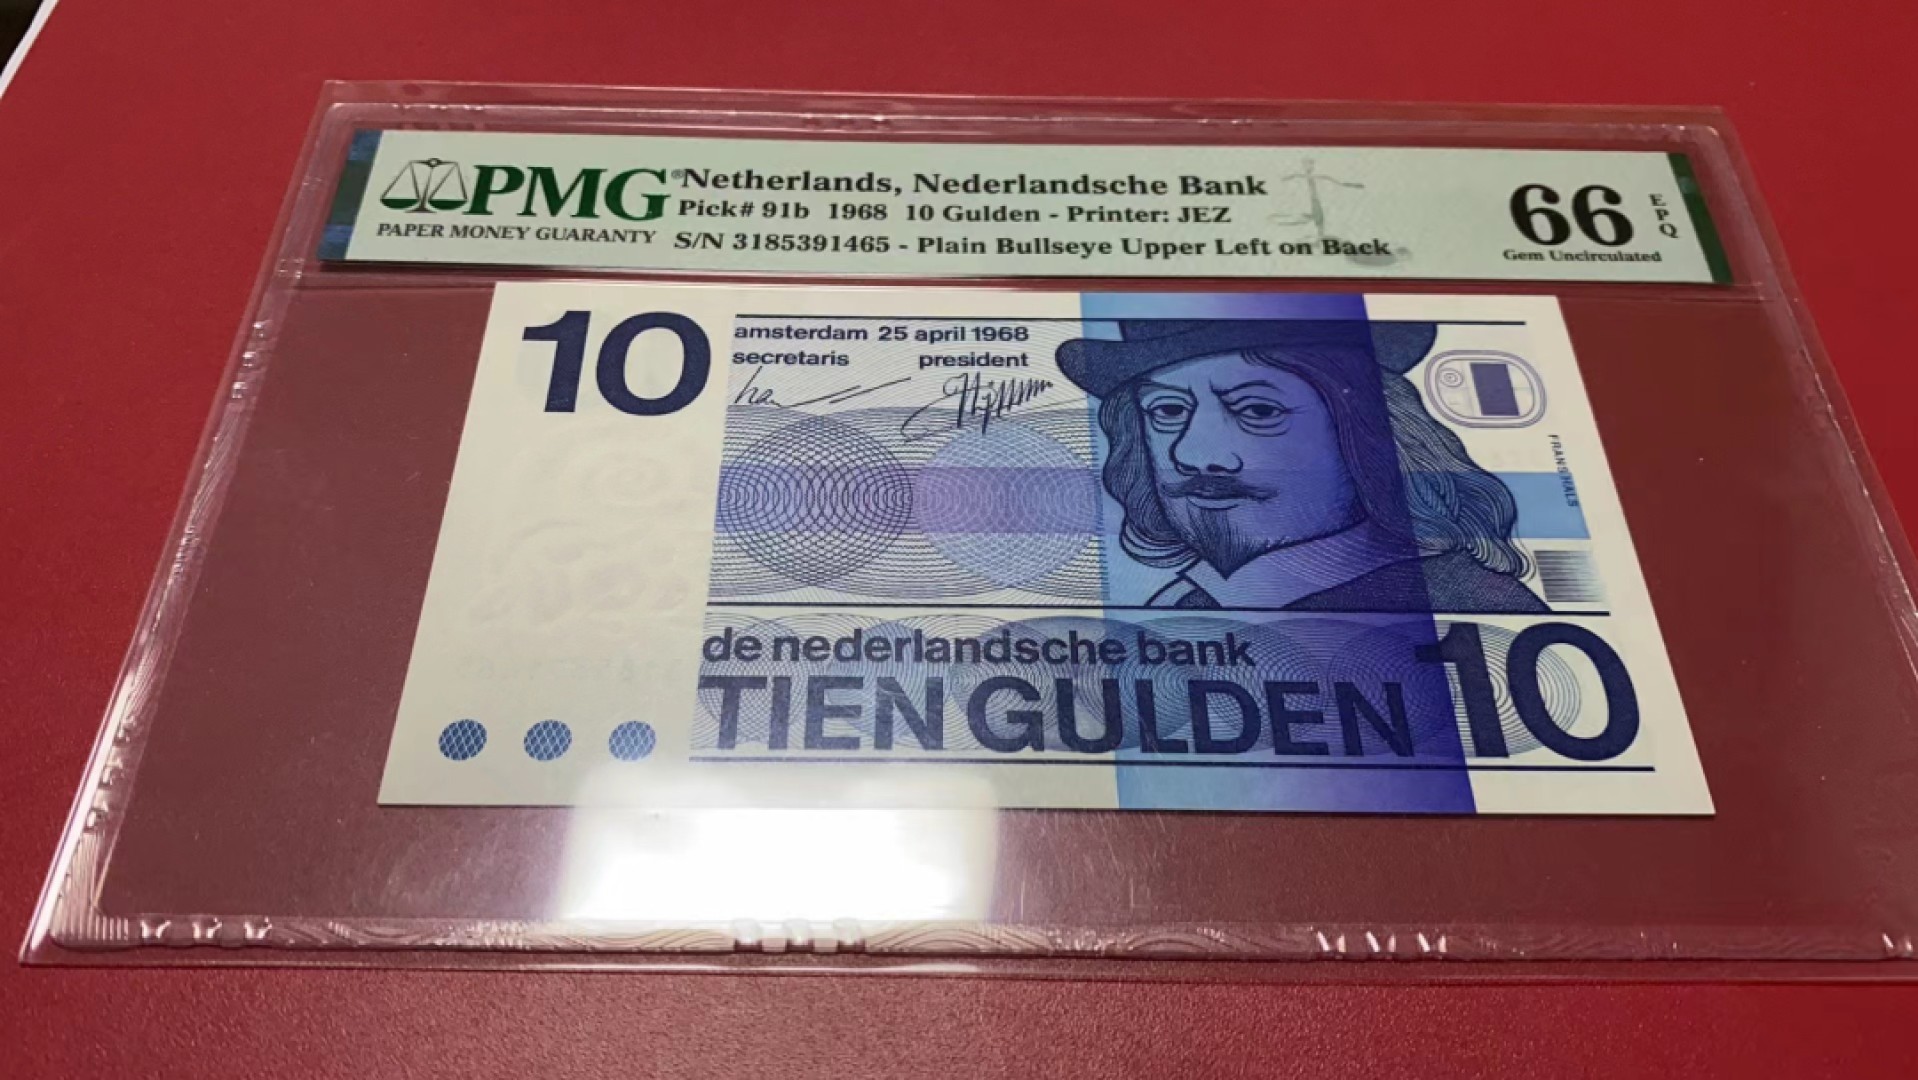 PMG®
PAPER MONEY GUARANTY
Netherlands, Nederlandsche Bank
Pick# 91b 1968 10 Gulden - Printer: JEZ
S/N 3185391465 - Plain Bullseye Upper Left on Back
66
EPQ
Gem Uncirculated
10
amsterdam 25 april 1968
secretaris president
FRANS HALS
de nederlandsche bank
TIEN GULDEN 10